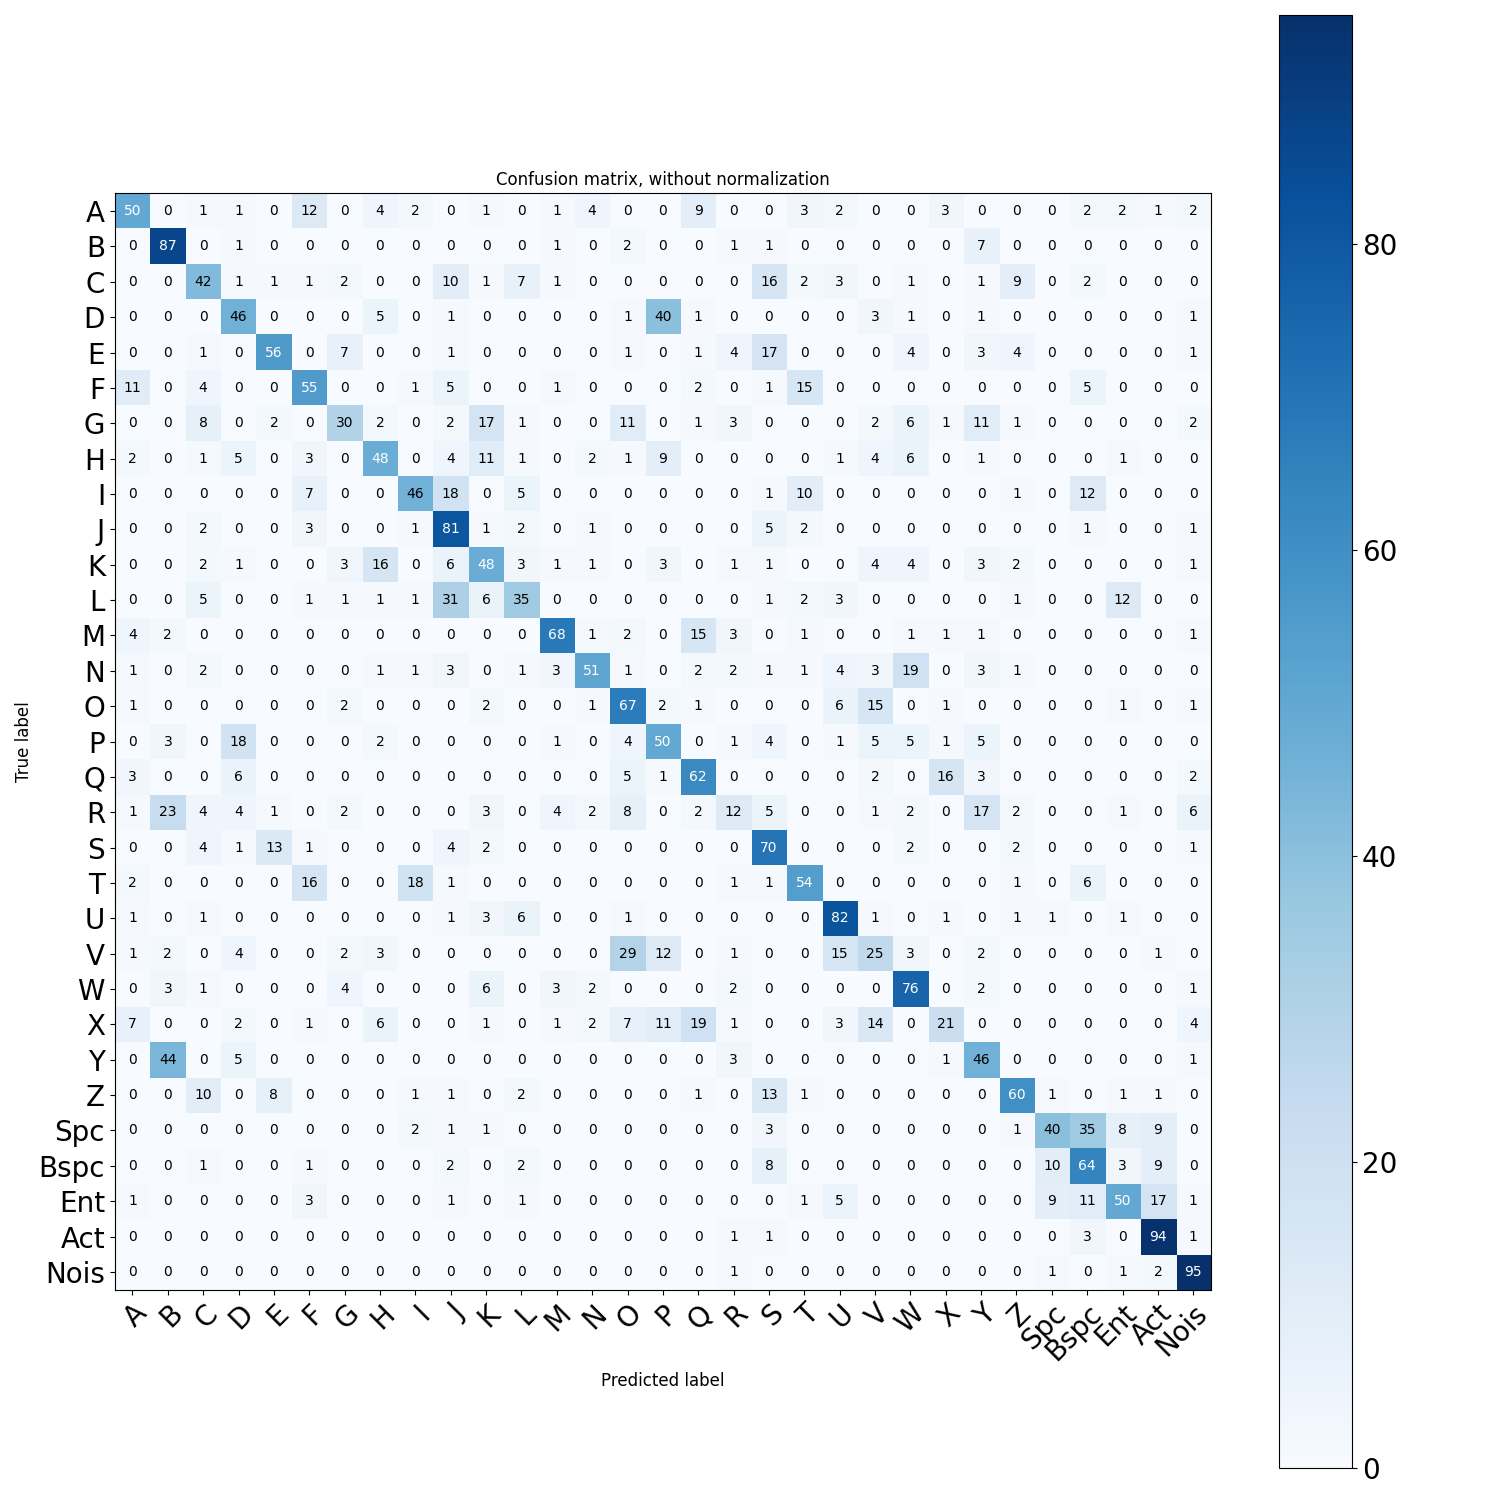 Confusion matrix, without normalization
A 50 0 1 1 0 12 0 4 2 0 1 0 1 4 0 0 9 0 0 3 2 0 0 3 0 0 0 2 2 1 2
B 0 87 0 1 0 0 0 0 0 0 0 0 1 0 2 0 0 1 1 0 0 0 0 0 7 0 0 0 0 0 0
C 0 0 42 1 1 1 2 0 0 10 1 7 1 0 0 0 0 0 16 2 3 0 1 0 1 9 0 2 0 0 0
D 0 0 0 46 0 0 0 5 0 1 0 0 0 0 1 40 1 0 0 0 0 3 1 0 1 0 0 0 0 0 1
E 0 0 1 0 56 0 7 0 0 1 0 0 0 0 1 0 1 4 17 0 0 0 4 0 3 4 0 0 0 0 1
F 11 0 4 0 0 55 0 0 1 5 0 0 1 0 0 0 2 0 1 15 0 0 0 0 0 0 0 5 0 0 0
G 0 0 8 0 2 0 30 2 0 2 17 1 0 0 11 0 1 3 0 0 0 2 6 1 11 1 0 0 0 0 2
H 2 0 1 5 0 3 0 48 0 4 11 1 0 2 1 9 0 0 0 0 1 4 6 0 1 0 0 0 1 0 0
I 0 0 0 0 0 7 0 0 46 18 0 5 0 0 0 0 0 0 1 10 0 0 0 0 0 1 0 12 0 0 0
J 0 0 2 0 0 3 0 0 1 81 1 2 0 1 0 0 0 0 5 2 0 0 0 0 0 0 0 1 0 0 1
K 0 0 2 1 0 0 3 16 0 6 48 3 1 1 0 3 0 1 1 0 0 4 4 0 3 2 0 0 0 0 1
L 0 0 5 0 0 1 1 1 1 31 6 35 0 0 0 0 0 0 1 2 3 0 0 0 0 1 0 0 12 0 0
M 4 2 0 0 0 0 0 0 0 0 0 0 68 1 2 0 15 3 0 1 0 0 1 1 1 0 0 0 0 0 1
N 1 0 2 0 0 0 0 1 1 3 0 1 3 51 1 0 2 2 1 1 4 3 19 0 3 1 0 0 0 0 0
O 1 0 0 0 0 0 2 0 0 0 2 0 0 1 67 2 1 0 0 0 6 15 0 1 0 0 0 0 1 0 1
P 0 3 0 18 0 0 0 2 0 0 0 0 1 0 4 50 0 1 4 0 1 5 5 1 5 0 0 0 0 0 0
Q 3 0 0 6 0 0 0 0 0 0 0 0 0 0 5 1 62 0 0 0 0 2 0 16 3 0 0 0 0 0 2
R 1 23 4 4 1 0 2 0 0 0 3 0 4 2 8 0 2 12 5 0 0 1 2 0 17 2 0 0 1 0 6
S 0 0 4 1 13 1 0 0 0 4 2 0 0 0 0 0 0 0 70 0 0 0 2 0 0 2 0 0 0 0 1
T 2 0 0 0 0 16 0 0 18 1 0 0 0 0 0 0 0 1 1 54 0 0 0 0 0 1 0 6 0 0 0
U 1 0 1 0 0 0 0 0 0 1 3 6 0 0 1 0 0 0 0 0 82 1 0 1 0 1 1 0 1 0 0
V 1 2 0 4 0 0 2 3 0 0 0 0 0 0 29 12 0 1 0 0 15 25 3 0 2 0 0 0 0 1 0
W 0 3 1 0 0 0 4 0 0 0 6 0 3 2 0 0 0 2 0 0 0 0 76 0 2 0 0 0 0 0 1
X 7 0 0 2 0 1 0 6 0 0 1 0 1 2 7 11 19 1 0 0 3 14 0 21 0 0 0 0 0 0 4
Y 0 44 0 5 0 0 0 0 0 0 0 0 0 0 0 0 0 3 0 0 0 0 0 1 46 0 0 0 0 0 1
Z 0 0 10 0 8 0 0 0 1 1 0 2 0 0 0 0 1 0 13 1 0 0 0 0 0 60 1 0 1 1 0
Spc 0 0 0 0 0 0 0 0 2 1 1 0 0 0 0 0 0 0 3 0 0 0 0 0 0 1 40 35 8 9 0
Bspc 0 0 1 0 0 1 0 0 0 2 0 2 0 0 0 0 0 0 8 0 0 0 0 0 0 0 10 64 3 9 0
Ent 1 0 0 0 0 3 0 0 0 1 0 1 0 0 0 0 0 0 0 1 5 0 0 0 0 0 9 11 50 17 1
Act 0 0 0 0 0 0 0 0 0 0 0 0 0 0 0 0 0 1 1 0 0 0 0 0 0 0 0 3 0 94 1
Nois 0 0 0 0 0 0 0 0 0 0 0 0 0 0 0 0 0 1 0 0 0 0 0 0 0 0 1 0 1 2 95
A B C D E F G H I J K L M N O P Q R S T U V W X Y Z Spc Bspc Ent Act Nois
Predicted label
True label
80
60
40
20
0